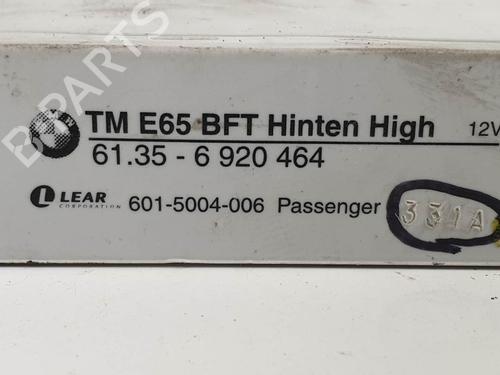 B-PARTS
TM E65 BFT Hinten High 12V
61.35 - 6 920 464
LEAR CORPORATION 601-5004-006 Passenger 331A